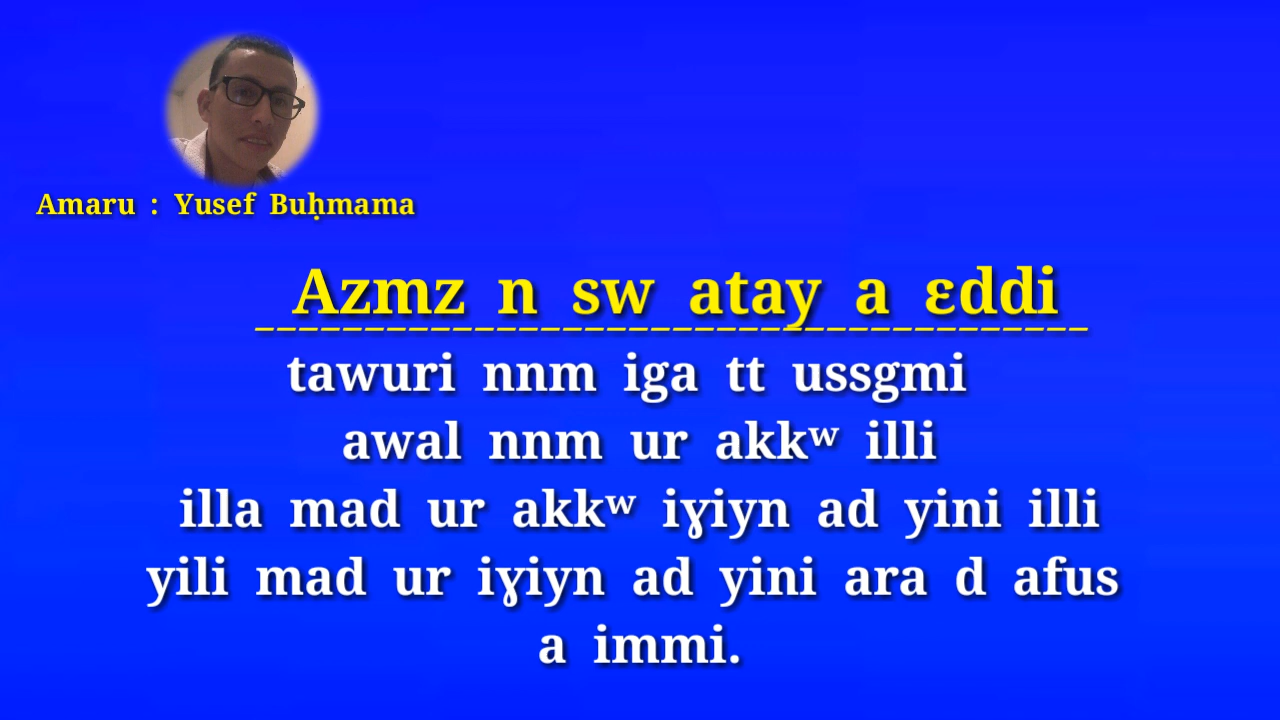 Amaru : Yusef Buḥmama
Azmz n sw atay a ɛddi
tawuri nnm iga tt ussgmi
awal nnm ur akkʷ illi
illa mad ur akkʷ iɣiyn ad yini illi
yili mad ur iɣiyn ad yini ara d afus
a immi.